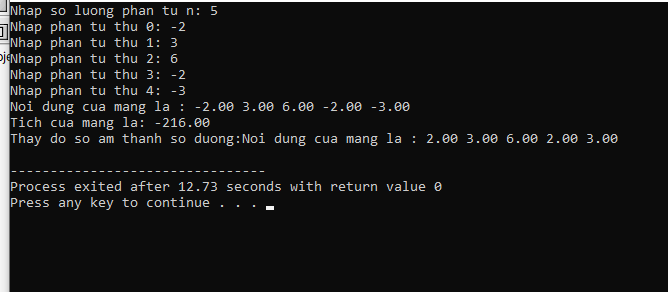 Nhap so luong phan tu n: 5
Nhap phan tu thu 0: -2
Nhap phan tu thu 1: 3
Nhap phan tu thu 2: 6
Nhap phan tu thu 3: -2
Nhap phan tu thu 4: -3
Noi dung cua mang la : -2.00 3.00 6.00 -2.00 -3.00
Tich cua mang la: -216.00
Thay do so am thanh so duong:Noi dung cua mang la : 2.00 3.00 6.00 2.00 3.00
--------------------------------
Process exited after 12.73 seconds with return value 0
Press any key to continue . . .